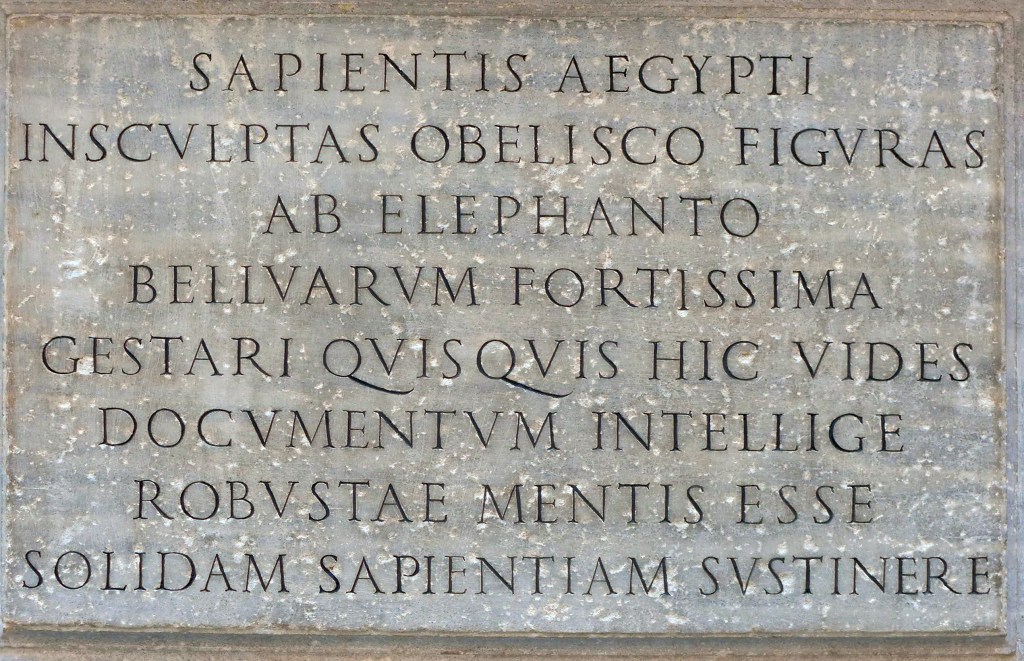 SAPIENTIS AEGYPTI
INSCVLPTAS OBELISCO FIGVRAS
AB ELEPHANTO
BELLVARVM FORTISSIMA
GESTARI QVISQVIS HIC VIDES
DOCVMENTVM INTELLIGE
ROBVSTAE MENTIS ESSE
SOLIDAM SAPIENTIAM SVSTINERE